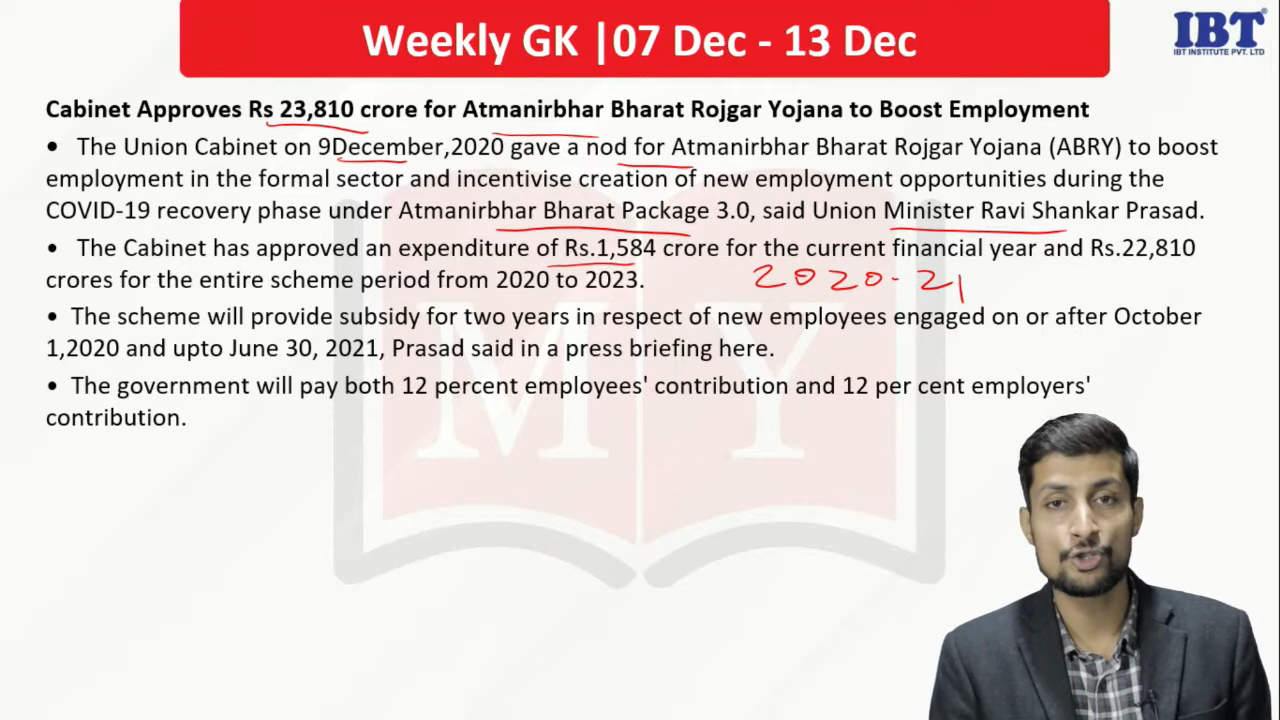 Weekly GK |07 Dec - 13 Dec
IBT
IBT INSTITUTE PVT. LTD
Cabinet Approves Rs 23,810 crore for Atmanirbhar Bharat Rojgar Yojana to Boost Employment
• The Union Cabinet on 9December,2020 gave a nod for Atmanirbhar Bharat Rojgar Yojana (ABRY) to boost
employment in the formal sector and incentivise creation of new employment opportunities during the
COVID-19 recovery phase under Atmanirbhar Bharat Package 3.0, said Union Minister Ravi Shankar Prasad.
• The Cabinet has approved an expenditure of Rs.1,584 crore for the current financial year and Rs.22,810
crores for the entire scheme period from 2020 to 2023.
2020-21
• The scheme will provide subsidy for two years in respect of new employees engaged on or after October
1,2020 and upto June 30, 2021, Prasad said in a press briefing here.
• The government will pay both 12 percent employees' contribution and 12 per cent employers'
contribution.
M Y